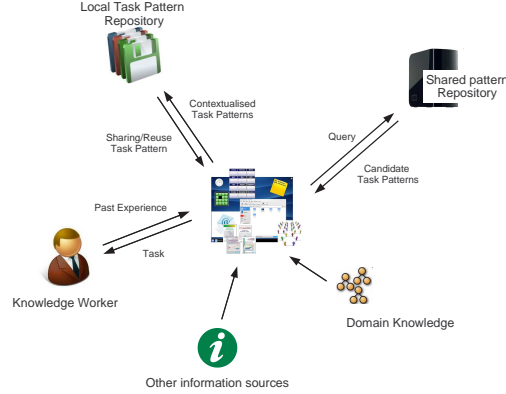 Local Task Pattern
Repository
Shared pattern
Repository
Contextualised
Task Patterns
Sharing/Reuse
Task Pattern
Query
Candidate
Task Patterns
Past Experience
Task
Knowledge Worker
Domain Knowledge
Other information sources